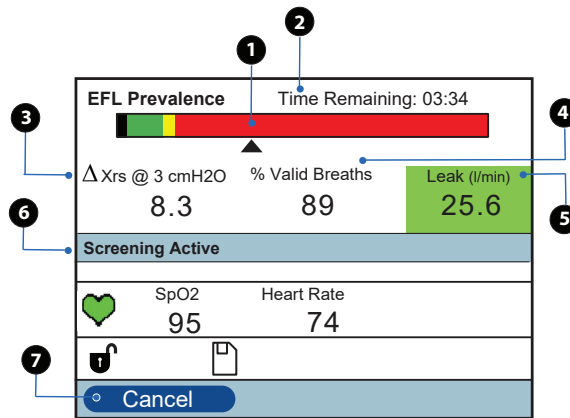 1
2
EFL Prevalence Time Remaining: 03:34
3
4
Δ Xrs @ 3 cmH2O % Valid Breaths Leak (l/min)
8.3 89 25.6
5
6
Screening Active
SpO2 Heart Rate
95 74
7
Cancel